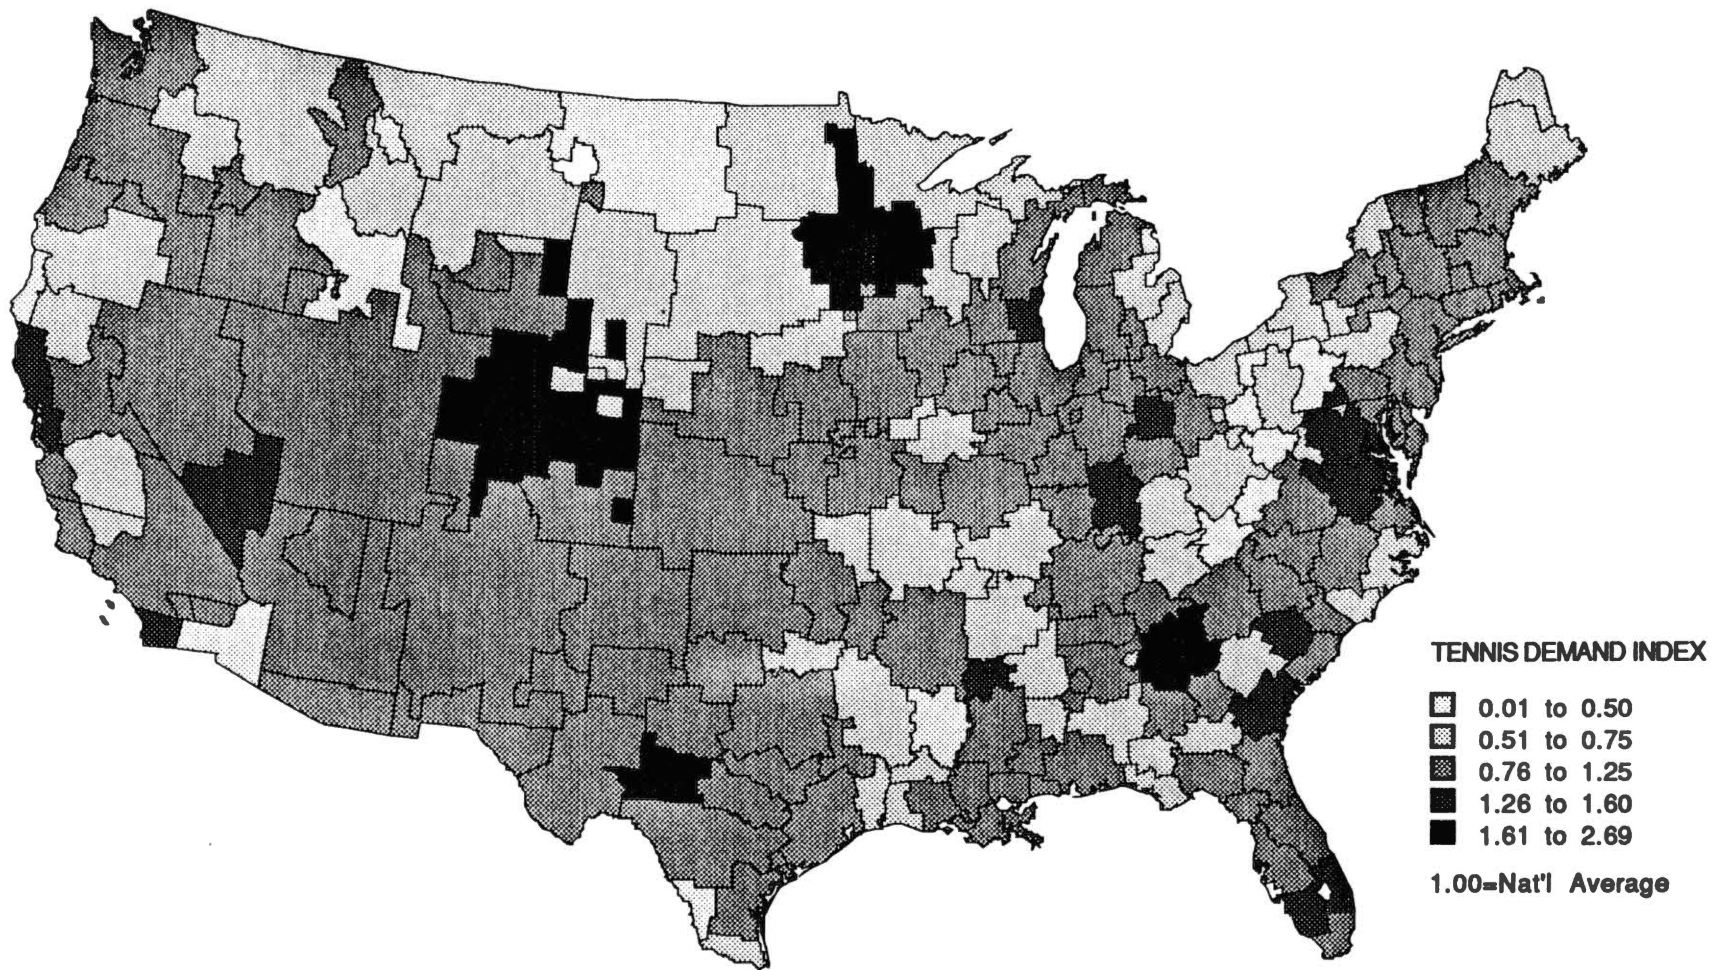 TENNIS DEMAND INDEX
0.01 to 0.50
0.51 to 0.75
0.76 to 1.25
1.26 to 1.60
1.61 to 2.69
1.00=Nat'l Average